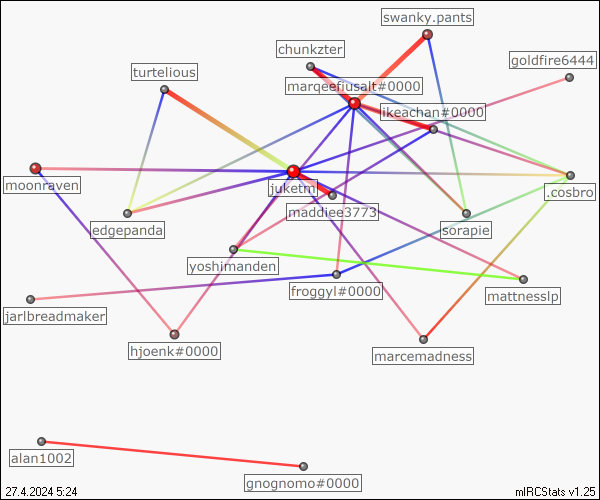 swanky.pants
chunkzter
goldfire6444
turtelious
marqeefiusalt#0000
ikeachan#0000
moonraven
juketm
.cosbro
maddiee3773
edgepanda
sorapie
yoshimanden
froggyl#0000
mattnesslp
jarlbreadmaker
hjoenk#0000
marcemadness
alan1002
gnognomo#0000
27.4.2024 5:24
mIRCStats v1.25